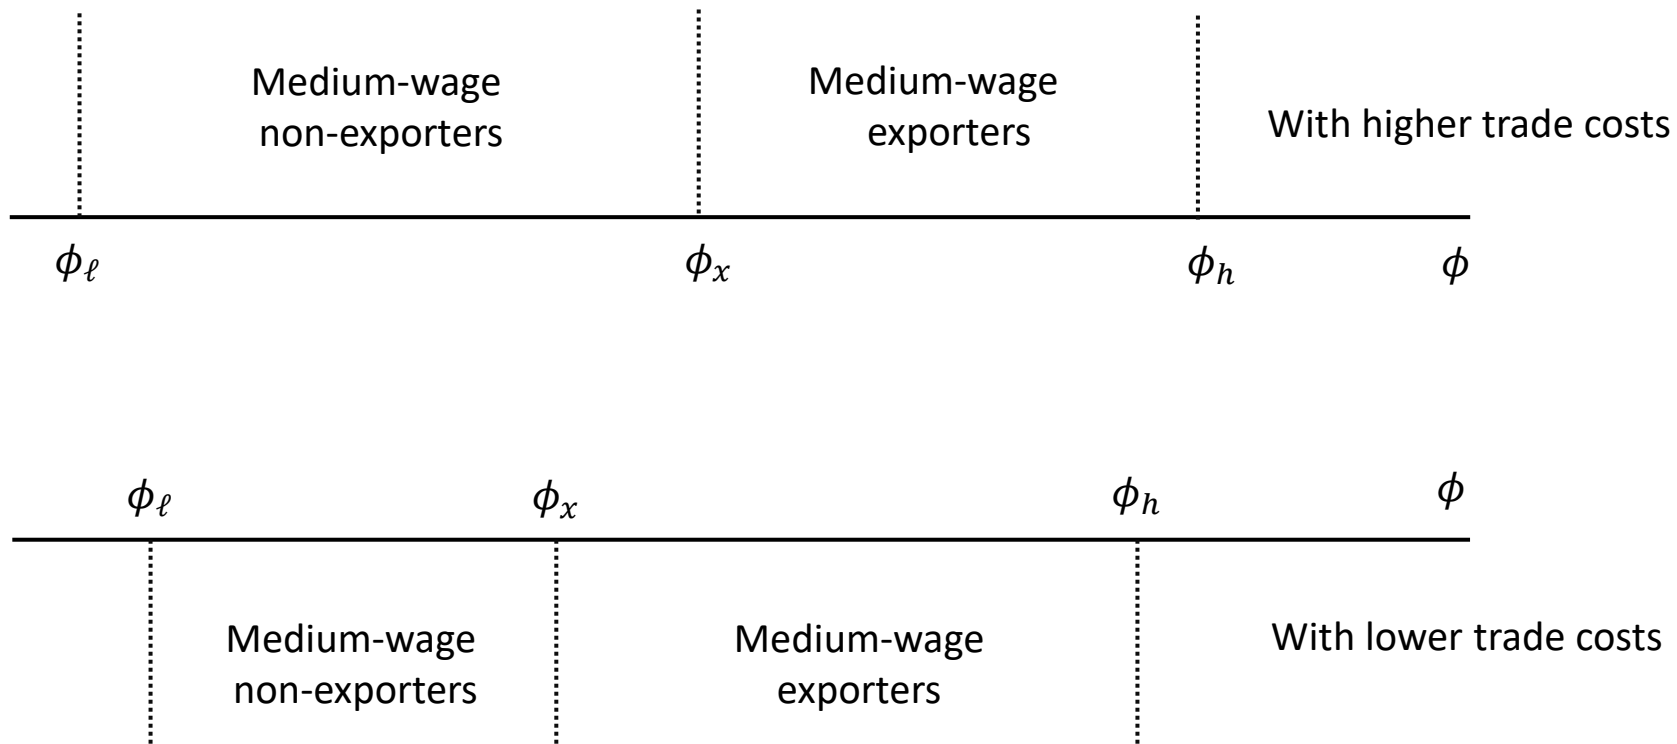 Medium-wage
non-exporters
Medium-wage
exporters
With higher trade costs
ϕℓ
ϕx
ϕh
ϕ
ϕℓ
ϕx
ϕh
ϕ
Medium-wage
non-exporters
Medium-wage
exporters
With lower trade costs